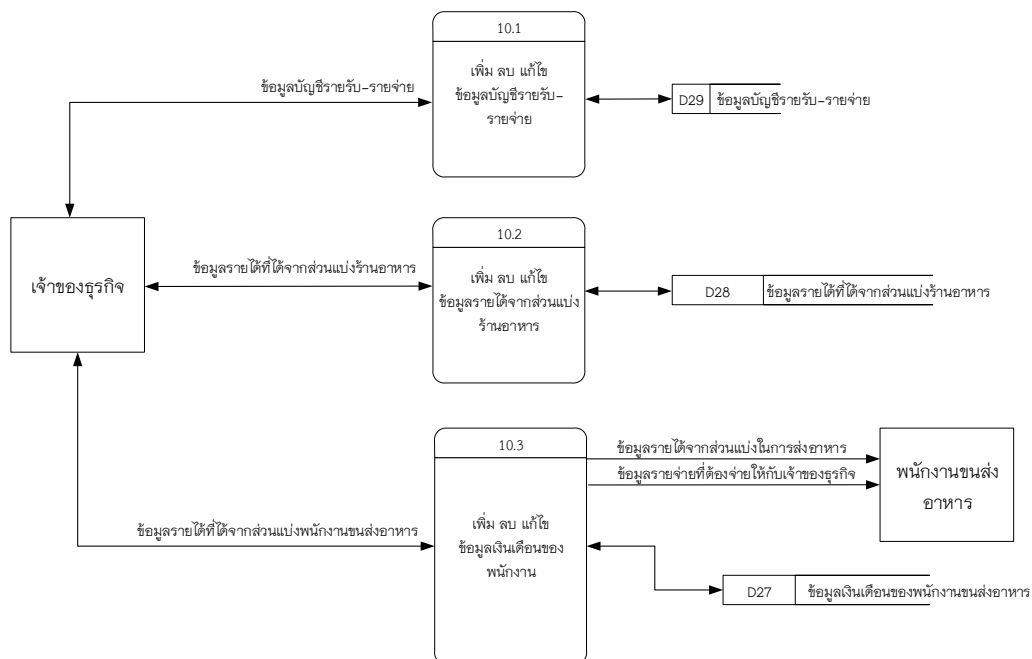 10.1
เพิ่ม ลบ แก้ไข
ข้อมูลบัญชีรายรับ-
รายจ่าย
ข้อมูลบัญชีรายรับ-รายจ่าย
D29 ข้อมูลบัญชีรายรับ-รายจ่าย
เจ้าของธุรกิจ
ข้อมูลรายได้ที่ได้จากส่วนแบ่งร้านอาหาร
10.2
เพิ่ม ลบ แก้ไข
ข้อมูลรายได้จากส่วนแบ่ง
ร้านอาหาร
D28 ข้อมูลรายได้ที่ได้จากส่วนแบ่งร้านอาหาร
10.3
เพิ่ม ลบ แก้ไข
ข้อมูลเงินเดือนของ
พนักงาน
ข้อมูลรายได้จากส่วนแบ่งในการส่งอาหาร
ข้อมูลรายจ่ายที่ต้องจ่ายให้กับเจ้าของธุรกิจ
พนักงานขนส่ง
อาหาร
ข้อมูลรายได้ที่ได้จากส่วนแบ่งพนักงานขนส่งอาหาร
D27 ข้อมูลเงินเดือนของพนักงานขนส่งอาหาร